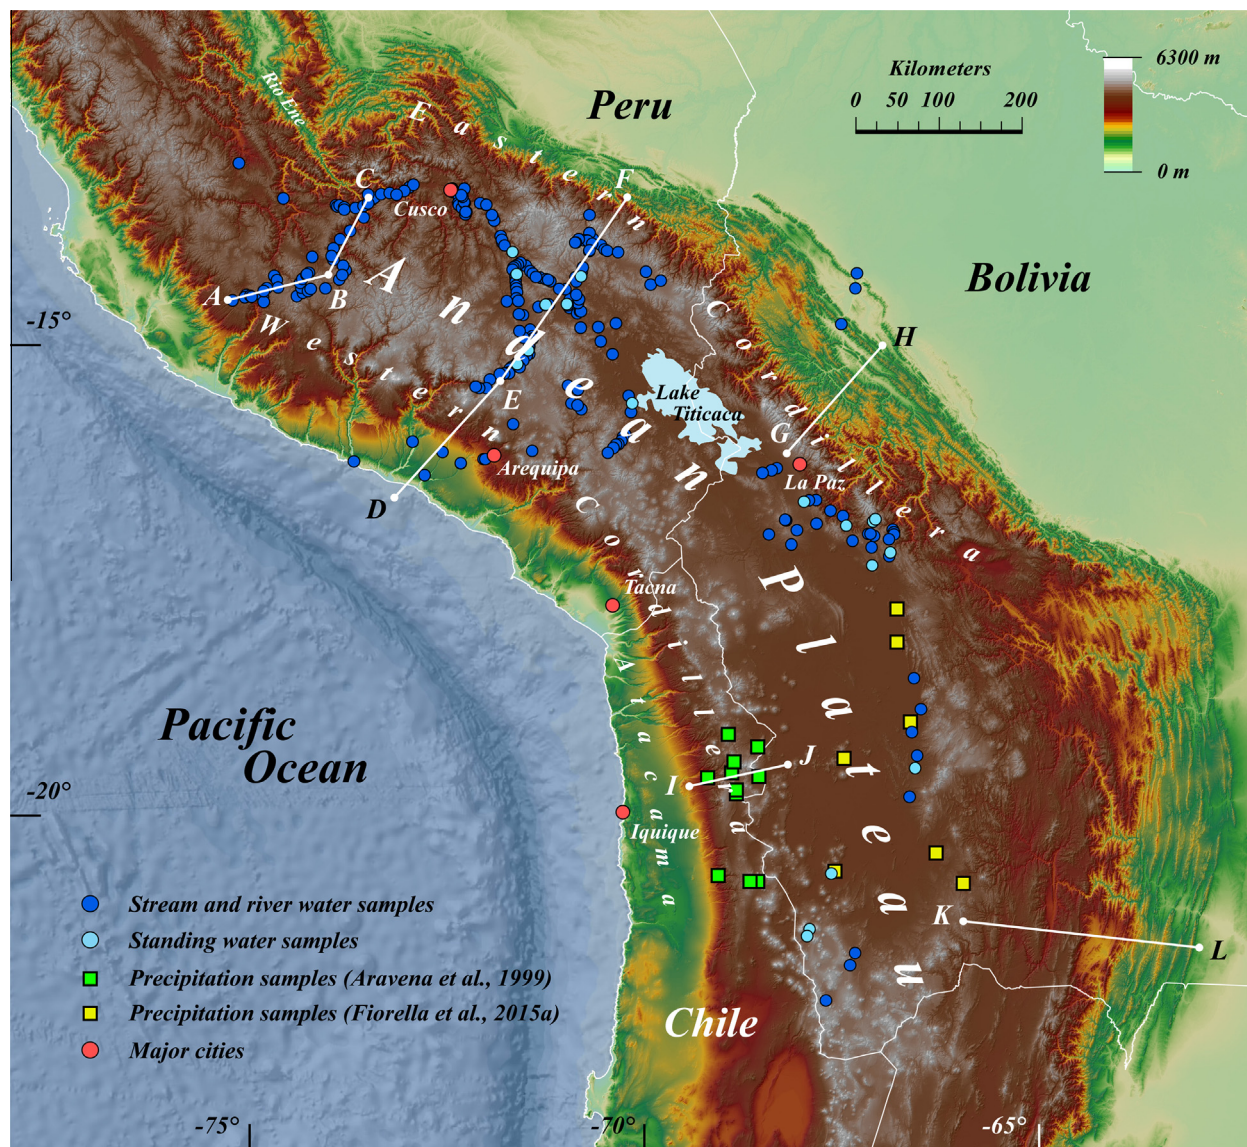 Peru
Kilometers
0 50 100 200
6300 m
0 m
Rio Ene
Eastern Cordillera
C
F
Cusco
Bolivia
A
B
Andean Plateau
Western Cordillera
-15°
H
E
Lake
Titicaca
G
La Paz
Arequipa
D
Tacna
Atacama
Pacific
Ocean
J
I
-20°
Iquique
K
L
Stream and river water samples
Standing water samples
Precipitation samples (Aravena et al., 1999)
Precipitation samples (Fiorella et al., 2015a)
Major cities
Chile
-75°
-70°
-65°